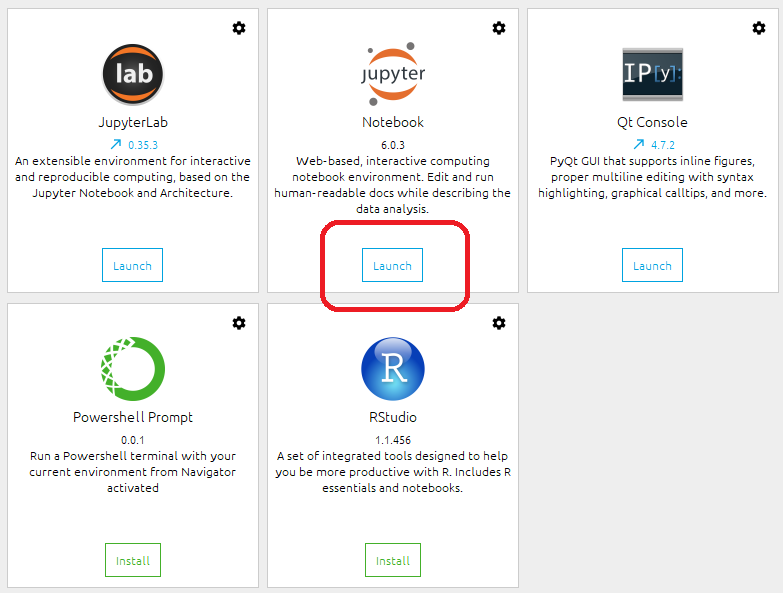 lab
JupyterLab
0.35.3
An extensible environment for interactive
and reproducible computing, based on the
Jupyter Notebook and Architecture.
Launch
jupyter
Notebook
6.0.3
Web-based, interactive computing
notebook environment. Edit and run
human-readable docs while describing the
data analysis.
Launch
IP[y]:
Qt Console
4.7.2
PyQt GUI that supports inline figures,
proper multiline editing with syntax
highlighting, graphical calltips, and more.
Launch
Powershell Prompt
0.0.1
Run a Powershell terminal with your
current environment from Navigator
activated
Install
R
RStudio
1.1.456
A set of integrated tools designed to help
you be more productive with R. Includes R
essentials and notebooks.
Install